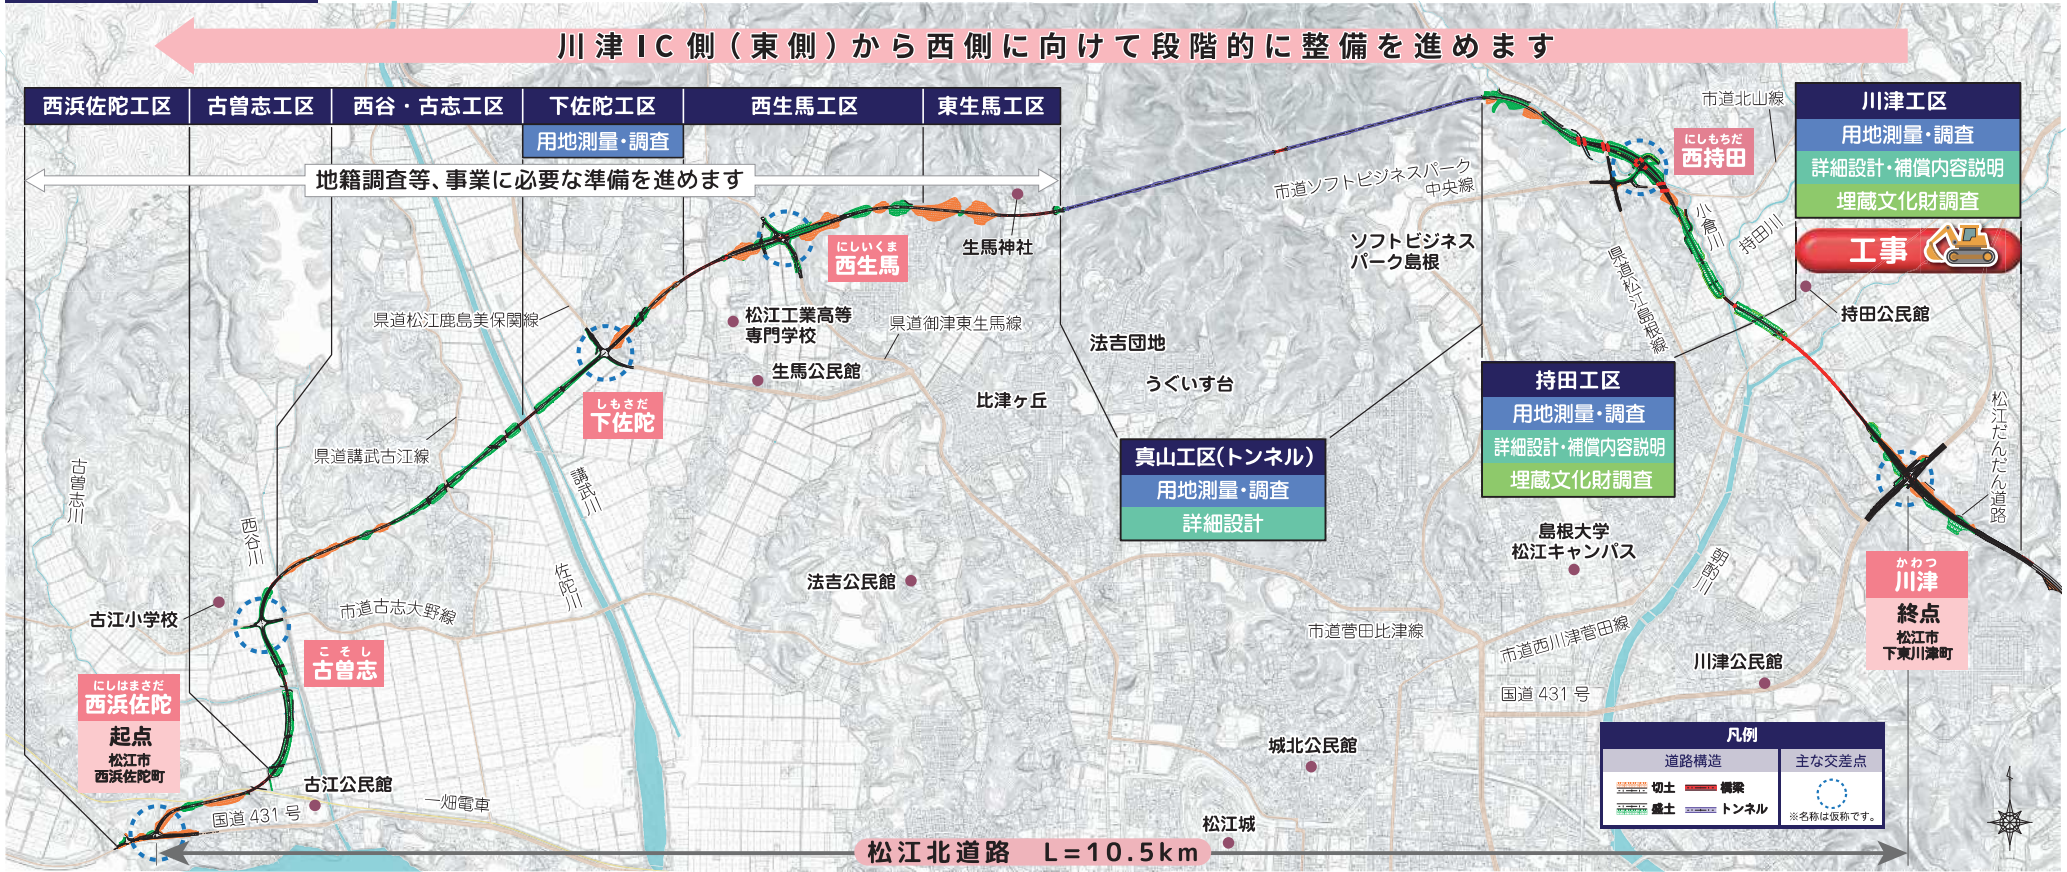 川津IC側(東側)から西側に向けて段階的に整備を進めます
西浜佐陀工区
古曽志工区
西谷・古志工区
下佐陀工区
用地測量・調査
西生馬工区
東生馬工区
地籍調査等、事業に必要な準備を進めます
川津工区
用地測量・調査
詳細設計・補償内容説明
埋蔵文化財調査
工事
市道北山線
にしもちだ
西持田
市道ソフトビジネスパーク
中央線
小倉川
持田川
ソフトビジネス
パーク島根
県道松江島根線
持田公民館
生馬神社
にしいくま
西生馬
県道松江鹿島美保関線
松江工業高等
専門学校
県道御津東生馬線
生馬公民館
法吉団地
うぐいす台
比津ヶ丘
しもさだ
下佐陀
持田工区
用地測量・調査
詳細設計・補償内容説明
埋蔵文化財調査
松江だんだん道路
真山工区(トンネル)
用地測量・調査
詳細設計
県道講武古江線
講武川
古曽志川
西谷川
佐陀川
島根大学
松江キャンパス
朝酌川
かわつ
川津
終点
松江市
下東川津町
法吉公民館
古江小学校
市道古志大野線
こそし
古曽志
市道菅田比津線
市道西川津菅田線
川津公民館
国道431号
にしはまさだ
西浜佐陀
起点
松江市
西浜佐陀町
古江公民館
一畑電車
国道431号
城北公民館
松江城
凡例
道路構造
主な交差点
切土
橋梁
盛土
トンネル
※名称は仮称です。
松江北道路 L=10.5km